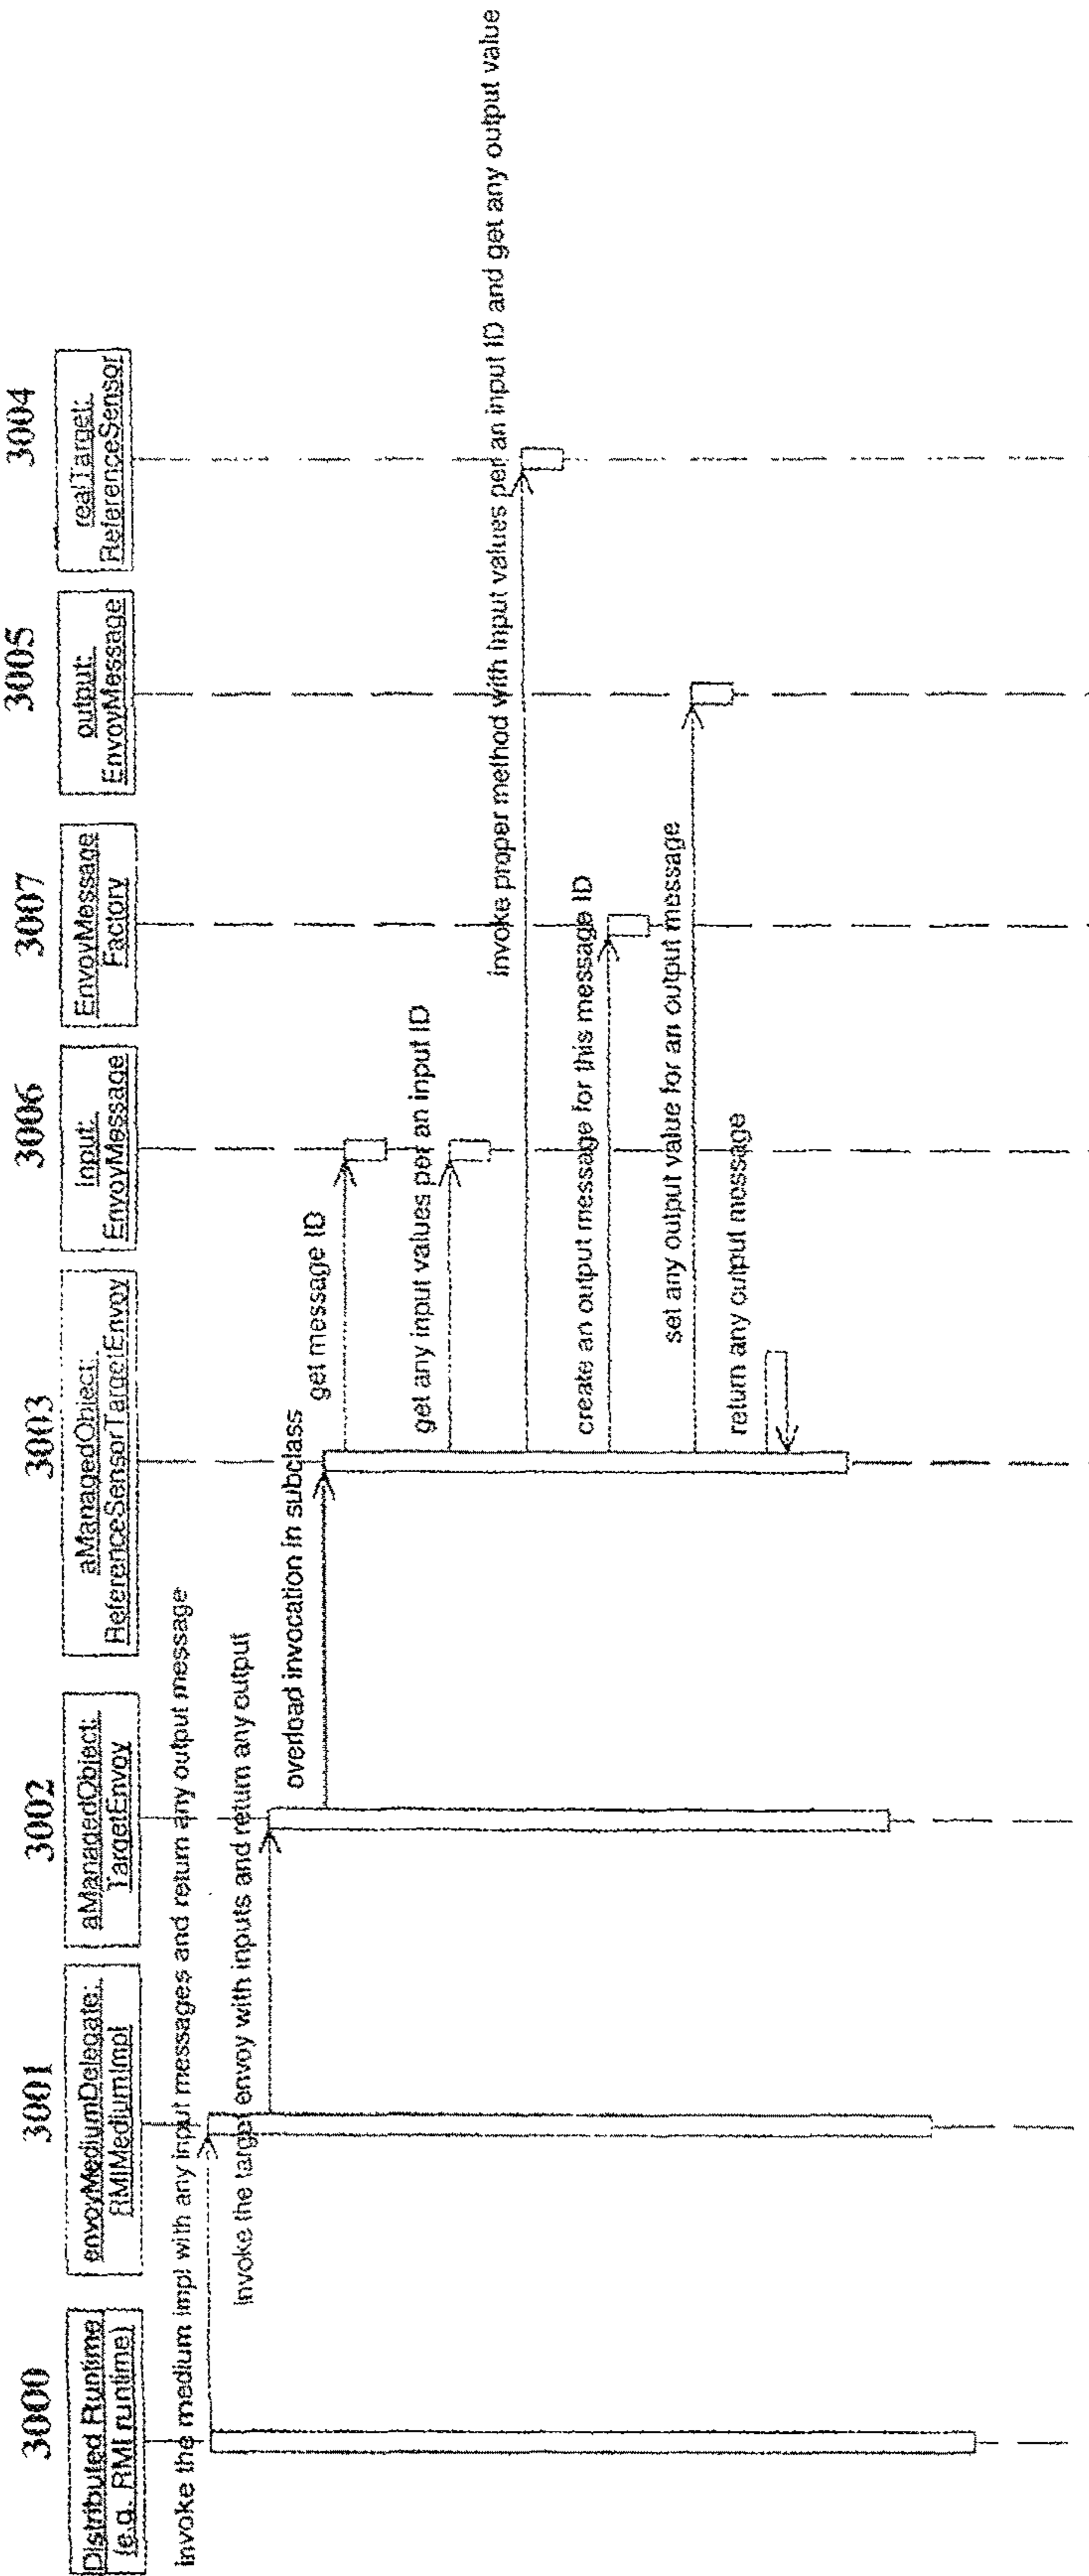 3000
3001
3002
3003
3006
3007
3005
3004
Distributed Runtime
(e.g. RMI runtime)
envoyMediumDelegate:
RMIMediumImpl
aManagedObject:
TargetEnvoy
aManagedObject:
ReferenceSensorTargetEnvoy
Input:
EnvoyMessage
EnvoyMessage
Factory
output:
EnvoyMessage
realTarget:
ReferenceSensor
invoke the medium impl with any input messages and return any output message
invoke the target envoy with inputs and return any output
overload invocation in subclass
get message ID
get any input values per an input ID
invoke proper method with input values per an input ID and get any output value
create an output message for this message ID
set any output value for an output message
return any output message